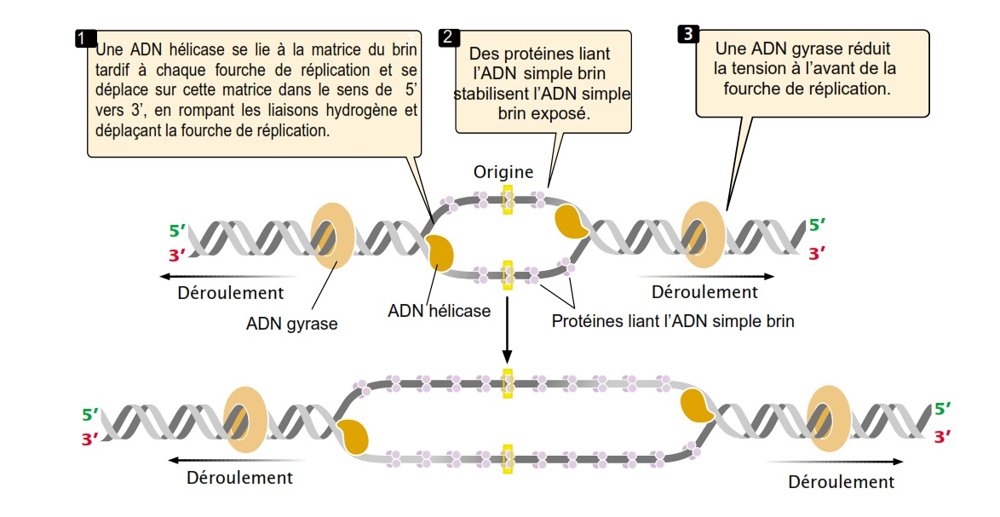 1
Une ADN hélicase se lie à la matrice du brin
tardif à chaque fourche de réplication et se
déplace sur cette matrice dans le sens de 5’
vers 3’, en rompant les liaisons hydrogène et
déplaçant la fourche de réplication.
2
Des protéines liant
l’ADN simple brin
stabilisent l’ADN simple
brin exposé.
3
Une ADN gyrase réduit
la tension à l’avant de la
fourche de réplication.
Origine
5’
3’
5’
3’
Déroulement
Déroulement
ADN gyrase
ADN hélicase
Protéines liant l’ADN simple brin
5’
3’
5’
3’
Déroulement
Déroulement